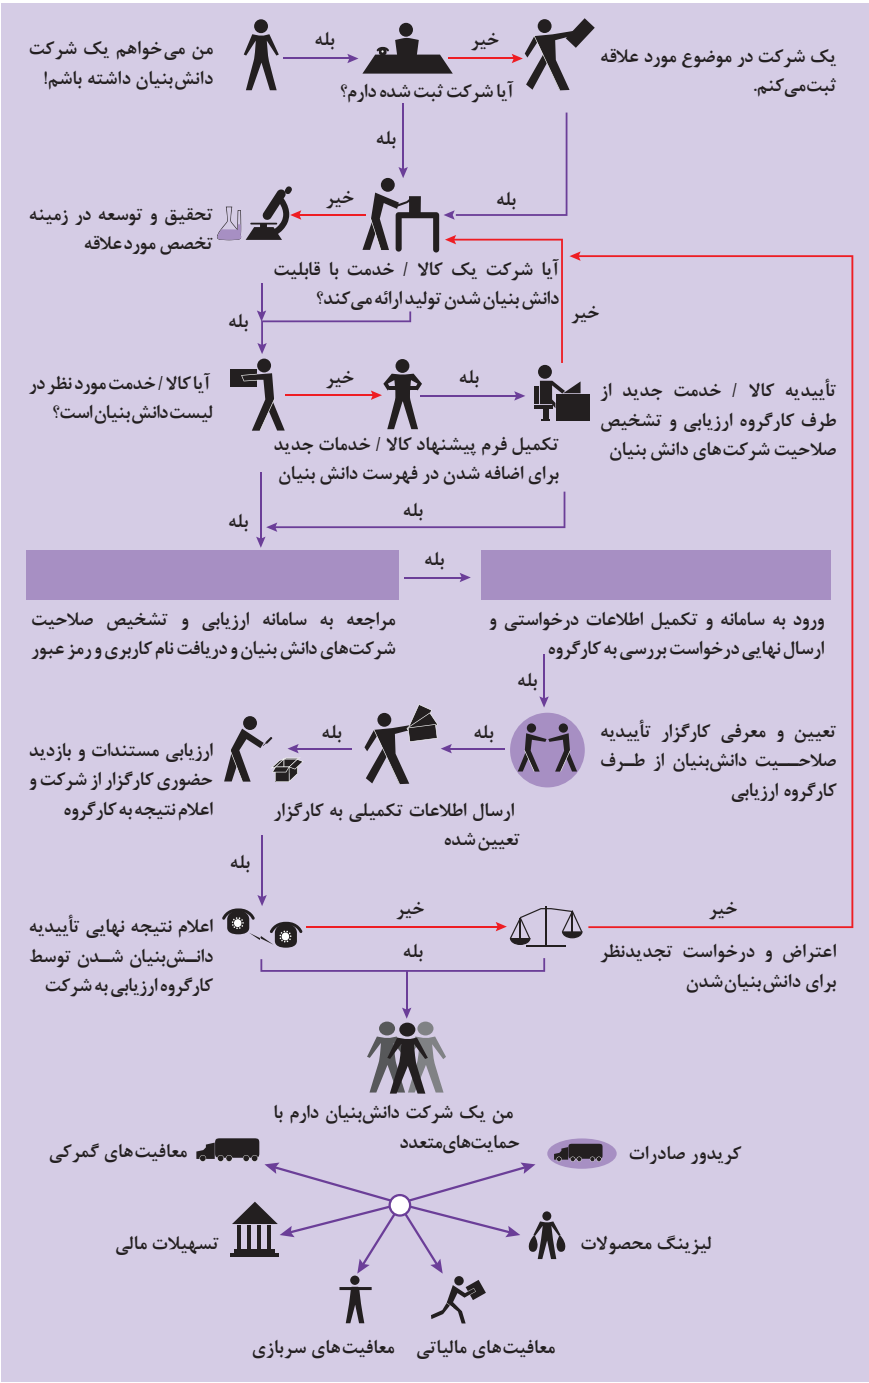 من می‌خواهم یک شرکت
دانش‌بنیان داشته باشم!
بله
آیا شرکت ثبت شده دارم؟
خیر
یک شرکت در موضوع مورد علاقه
ثبت‌می‌کنم.
بله
بله
خیر
تحقیق و توسعه در زمینه
تخصص موردعلاقه
آیا شرکت یک کالا / خدمت با قابلیت
دانش‌بنیان شدن تولید ارائه می‌کند؟
خیر
بله
آیا کالا / خدمت مورد نظر در
لیست دانش‌بنیان است؟
خیر
بله
تکمیل فرم پیشنهاد کالا / خدمات جدید
برای اضافه شدن در فهرست دانش بنیان
تأییدیه کالا / خدمت جدید از
طرف کارگروه ارزیابی و تشخیص
صلاحیت شرکت‌های دانش بنیان
بله
بله
بله
مراجعه به سامانه ارزیابی و تشخیص صلاحیت
شرکت‌های دانش بنیان و دریافت نام کاربری و رمز عبور
ورود به سامانه و تکمیل اطلاعات درخواستی و
ارسال نهایی درخواست بررسی به کارگروه
بله
تعیین و معرفی کارگزار تأییدیه
صلاحـــیت دانش‌بنیان از طــرف
کارگروه ارزیابی
بله
ارسال اطلاعات تکمیلی به کارگزار
تعیین‌شده
بله
ارزیابی مستندات و بازدید
حضوری کارگزار از شرکت و
اعلام نتیجه به کارگروه
بله
اعلام نتیجه نهایی تأییدیه
دانــش‌بنیان شــدن توسط
کارگروه ارزیابی به شرکت
خیر
بله
خیر
اعتراض و درخواست تجدیدنظر
برای دانش‌بنیان‌شدن
من یک شرکت دانش‌بنیان دارم با
حمایت‌های‌متعدد
معافیت‌های گمرکی
کریدور صادرات
تسهیلات مالی
لیزینگ محصولات
معافیت‌های سربازی
معافیت‌های مالیاتی